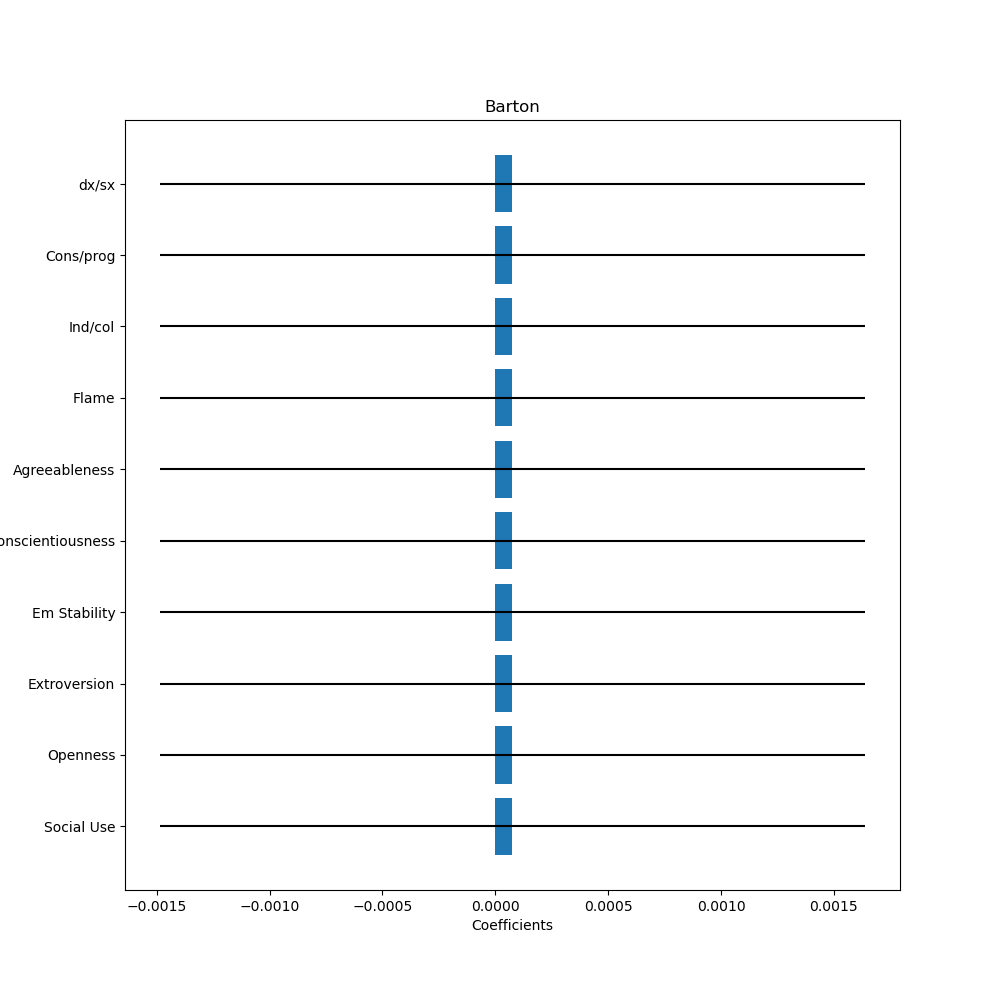 Barton
dx/sx
Cons/prog
Ind/col
Flame
Agreeableness
onscientiousness
Em Stability
Extroversion
Openness
Social Use
−0.0015 −0.0010 −0.0005 0.0000 0.0005 0.0010 0.0015
Coefficients